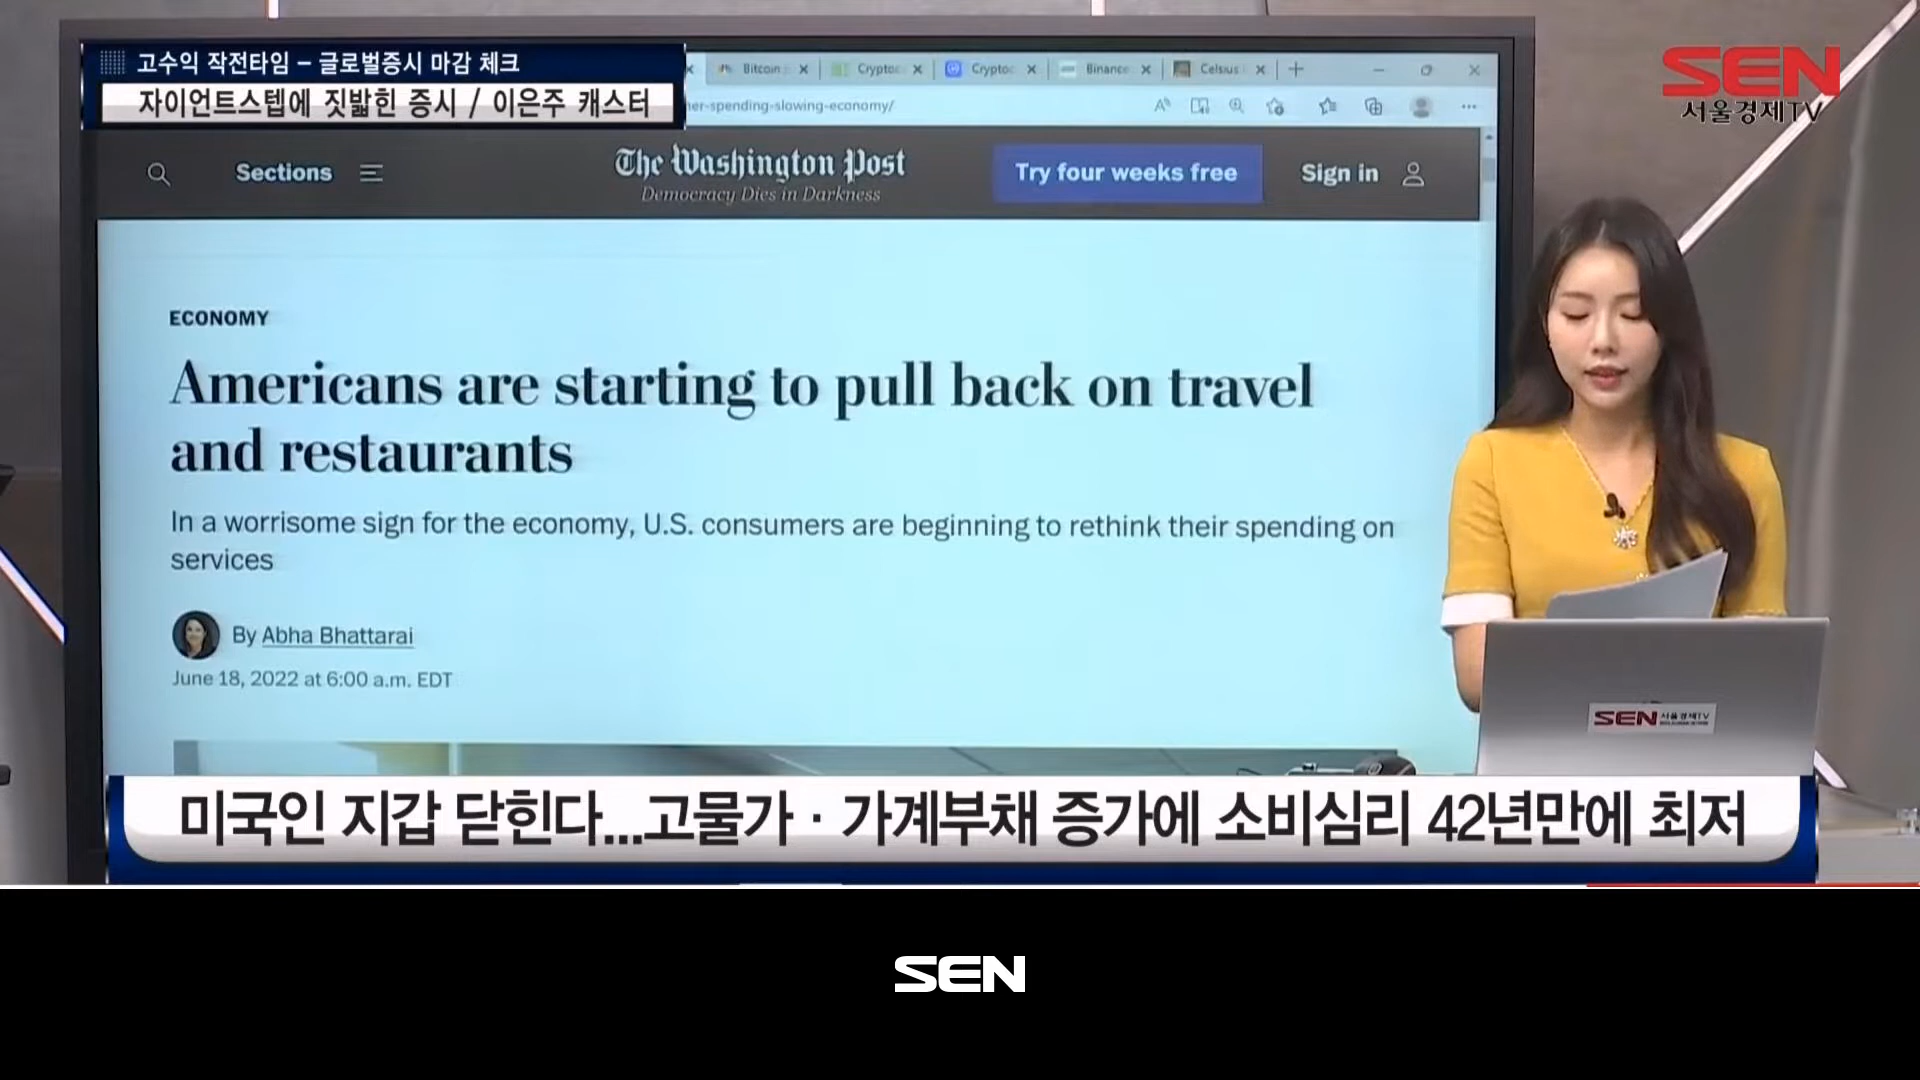 고수익 작전타임 – 글로벌증시 마감 체크
자이언트스텝에 짓밟힌 증시 / 이은주 캐스터
SEN
서울경제TV
Bitcoin
Cryptoc
Cryptoc
Binance
Celsius
er-spending-slowing-economy/
Sections
The Washington Post
Democracy Dies in Darkness
Try four weeks free
Sign in
ECONOMY
Americans are starting to pull back on travel
and restaurants
In a worrisome sign for the economy, U.S. consumers are beginning to rethink their spending on
services
By Abha Bhattarai
June 18, 2022 at 6:00 a.m. EDT
SEN 서울경제TV
미국인 지갑 닫힌다...고물가 · 가계부채 증가에 소비심리 42년만에 최저
SEN